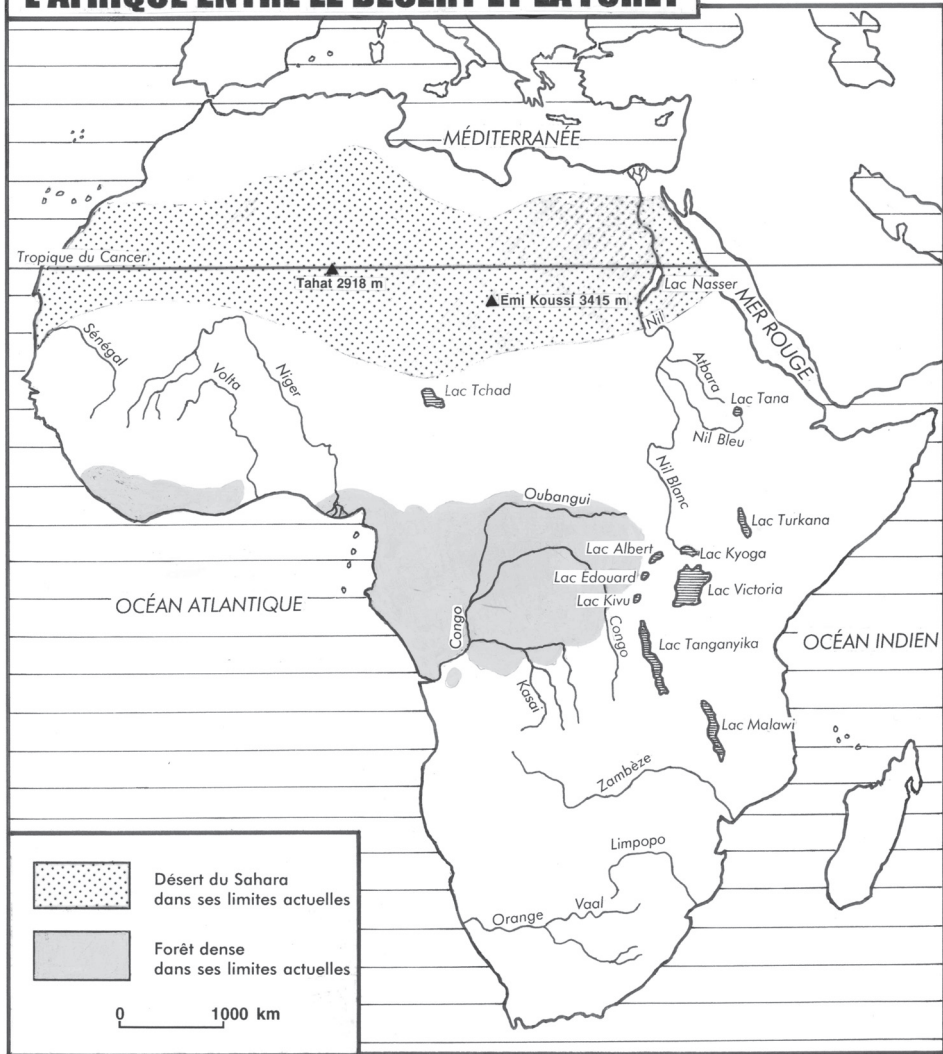 L'AFRIQUE ENTRE LE DÉSERT ET LA FORÊT
MÉDITERRANÉE
Tropique du Cancer
Tahat 2918 m
Emi Koussi 3415 m
Lac Nasser
MER ROUGE
Nil
Sénégal
Volta
Niger
Lac Tchad
Atbara
Lac Tana
Nil Bleu
Nil Blanc
Oubangui
Lac Turkana
Lac Albert
Lac Kyoga
Lac Edouard
Lac Victoria
Lac Kivu
OCÉAN ATLANTIQUE
Congo
Congo
Lac Tanganyika
OCÉAN INDIEN
Kasai
Lac Malawi
Zambèze
Limpopo
Vaal
Orange
Désert du Sahara
dans ses limites actuelles
Forêt dense
dans ses limites actuelles
0 1000 km